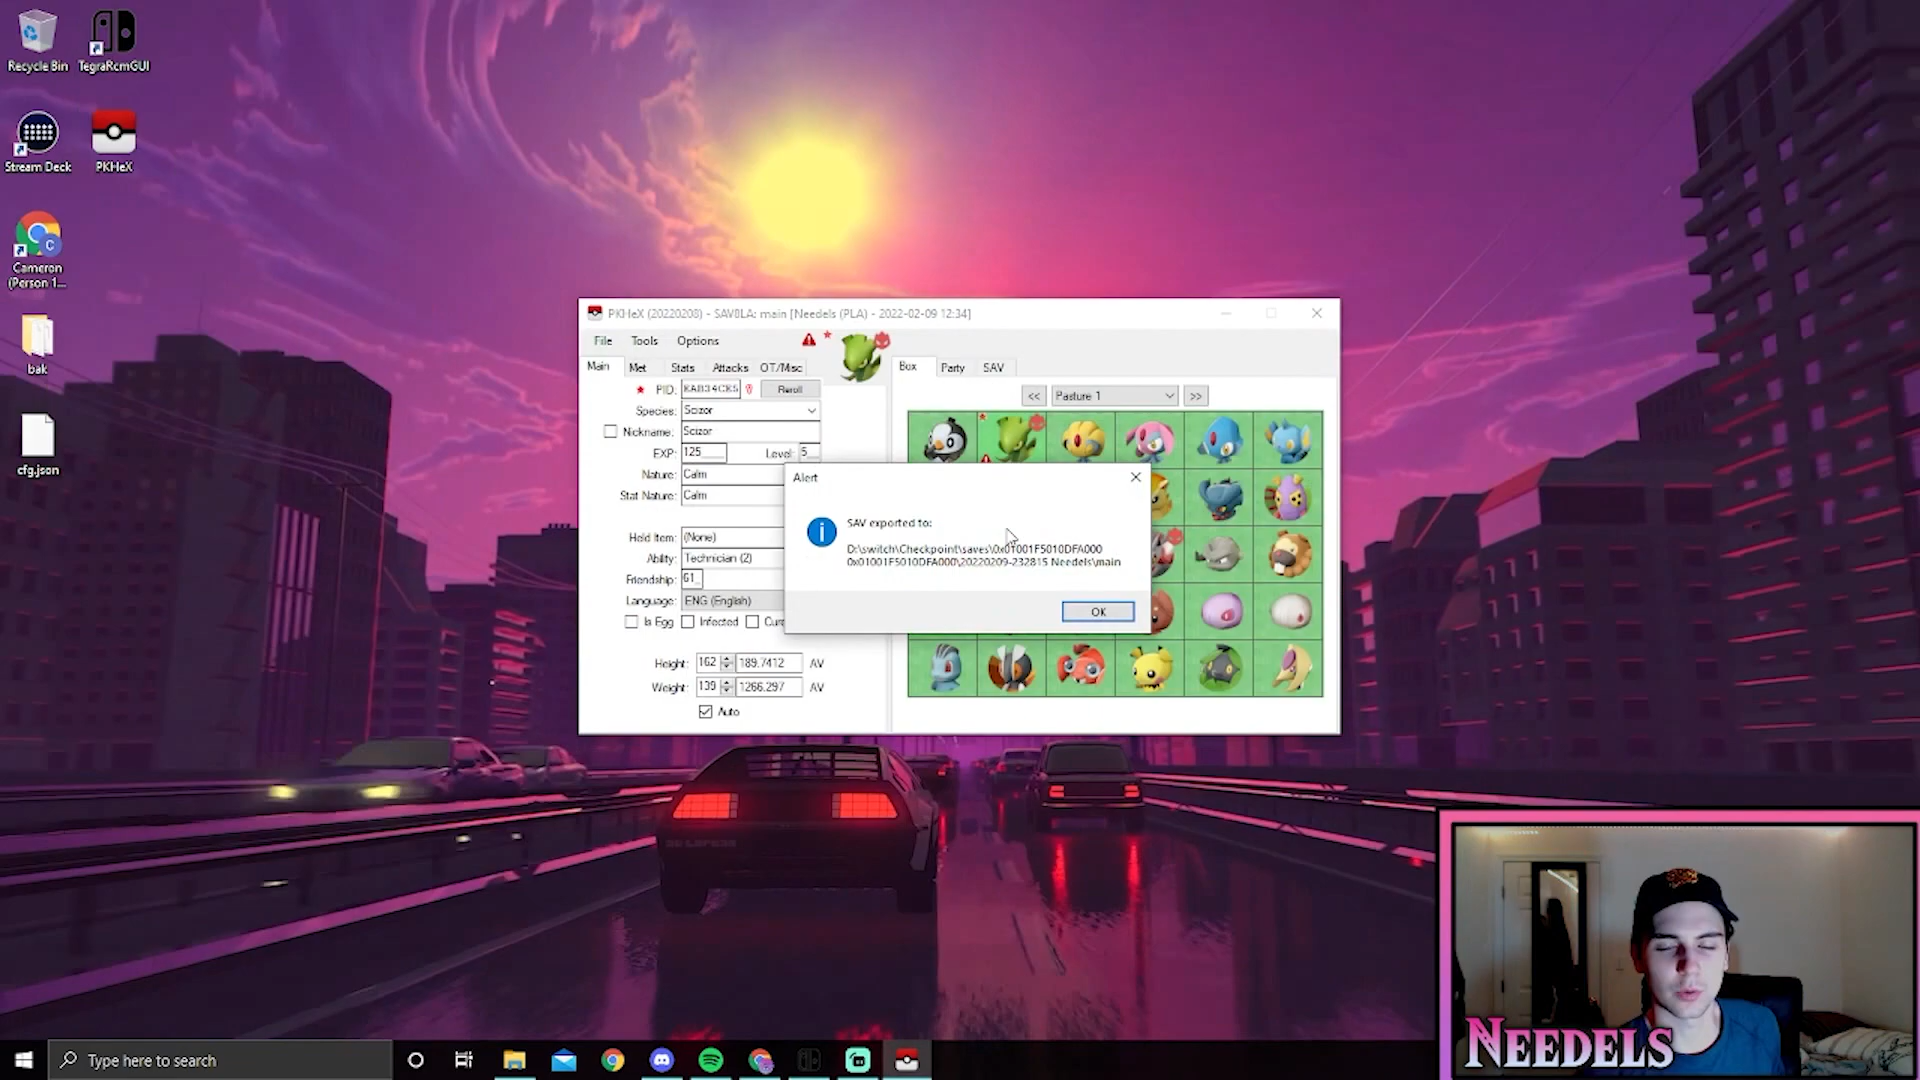 Recycle Bin
TegraRcmGUI
Stream Deck
PKHeX
Cameron
(Person 1...
bak
cfg.json
PKHeX (20220208) - SAV8LA: main [Needels (PLA) - 2022-02-09 12:34]
File Tools Options
Main Met Stats Attacks OT/Misc
Box Party SAV
PID: EAB34CE5 Reroll
<< Pasture 1 >>
Species: Scizor
Nickname: Scizor
EXP: 125 Level: 5
Nature: Calm
Stat Nature: Calm
Held Item: (None)
Ability: Technician (2)
Friendship: 61
Language: ENG (English)
Is Egg Infected Cure
Height: 162 189.7412 AV
Weight: 139 1266.297 AV
Auto
Alert
SAV exported to:
D:\switch\Checkpoint\saves\0x01001F5010DFA000
0x01001F5010DFA000\20220209-232815 Needels\main
OK
NEEDELS
Type here to search